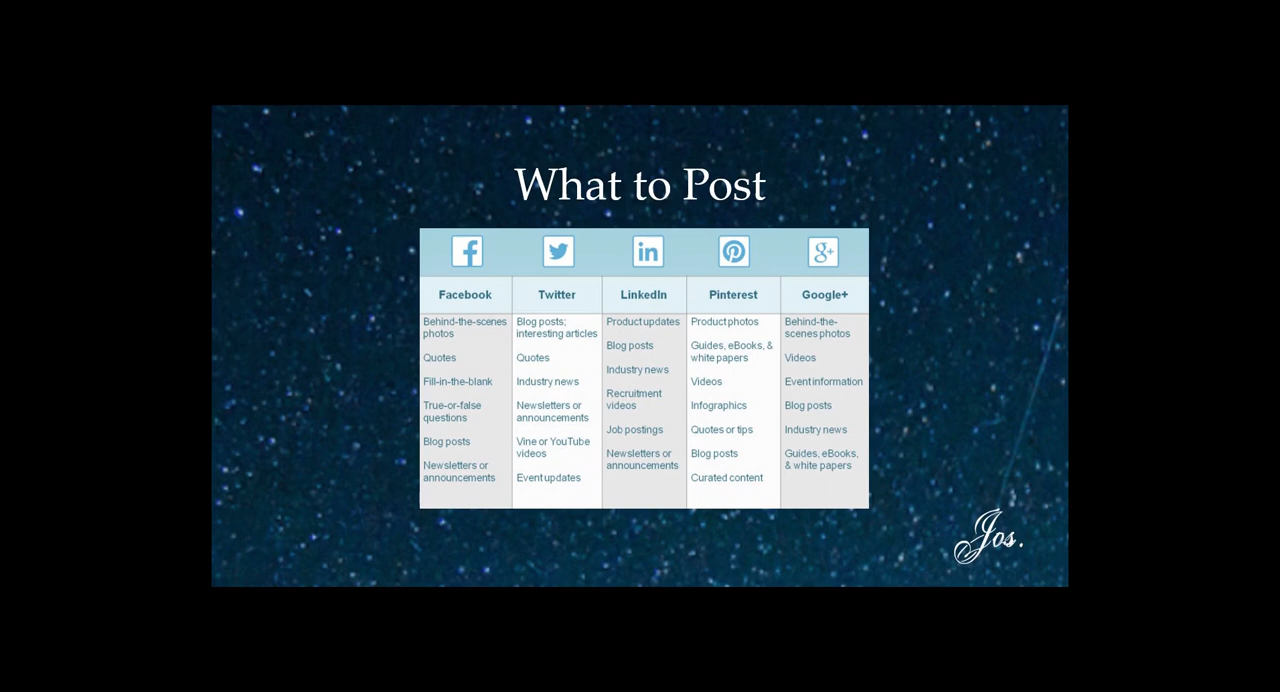 What to Post
f
in
g+
Facebook
Twitter
LinkedIn
Pinterest
Google+
Behind-the-scenes
photos
Quotes
Fill-in-the-blank
True-or-false
questions
Blog posts
Newsletters or
announcements
Blog posts;
interesting articles
Quotes
Industry news
Newsletters or
announcements
Vine or YouTube
videos
Event updates
Product updates
Blog posts
Industry news
Recruitment
videos
Job postings
Newsletters or
announcements
Product photos
Guides, eBooks, &
white papers
Videos
Infographics
Quotes or tips
Blog posts
Curated content
Behind-the-
scenes photos
Videos
Event information
Blog posts
Industry news
Guides, eBooks,
& white papers
Jos.